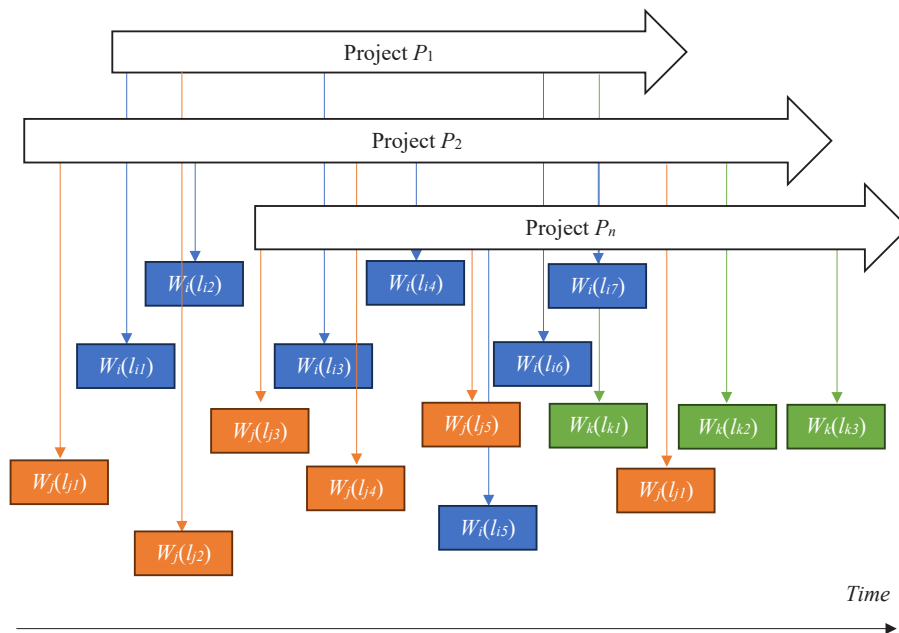 Project P1
Project P2
Project Pn
Wi(li2)
Wi(li4)
Wi(li7)
Wi(li1)
Wi(li3)
Wi(li6)
Wj(lj3)
Wj(lj5)
Wk(lk1)
Wk(lk2)
Wk(lk3)
Wj(lj1)
Wj(lj4)
Wj(lj1)
Wi(li5)
Wj(lj2)
Time